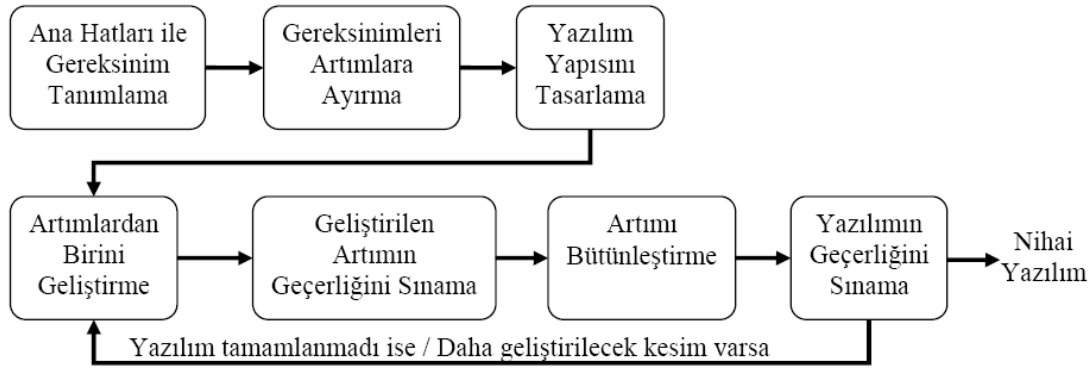 Ana Hatları ile
Gereksinim
Tanımlama
Gereksinimleri
Artımlara
Ayırma
Yazılım
Yapısını
Tasarlama
Artımlardan
Birini
Geliştirme
Geliştirilen
Artımın
Geçerliğini Sınama
Artımı
Bütünleştirme
Yazılımın
Geçerliğini
Sınama
Nihai
Yazılım
Yazılım tamamlanmadı ise / Daha geliştirilecek kesim varsa